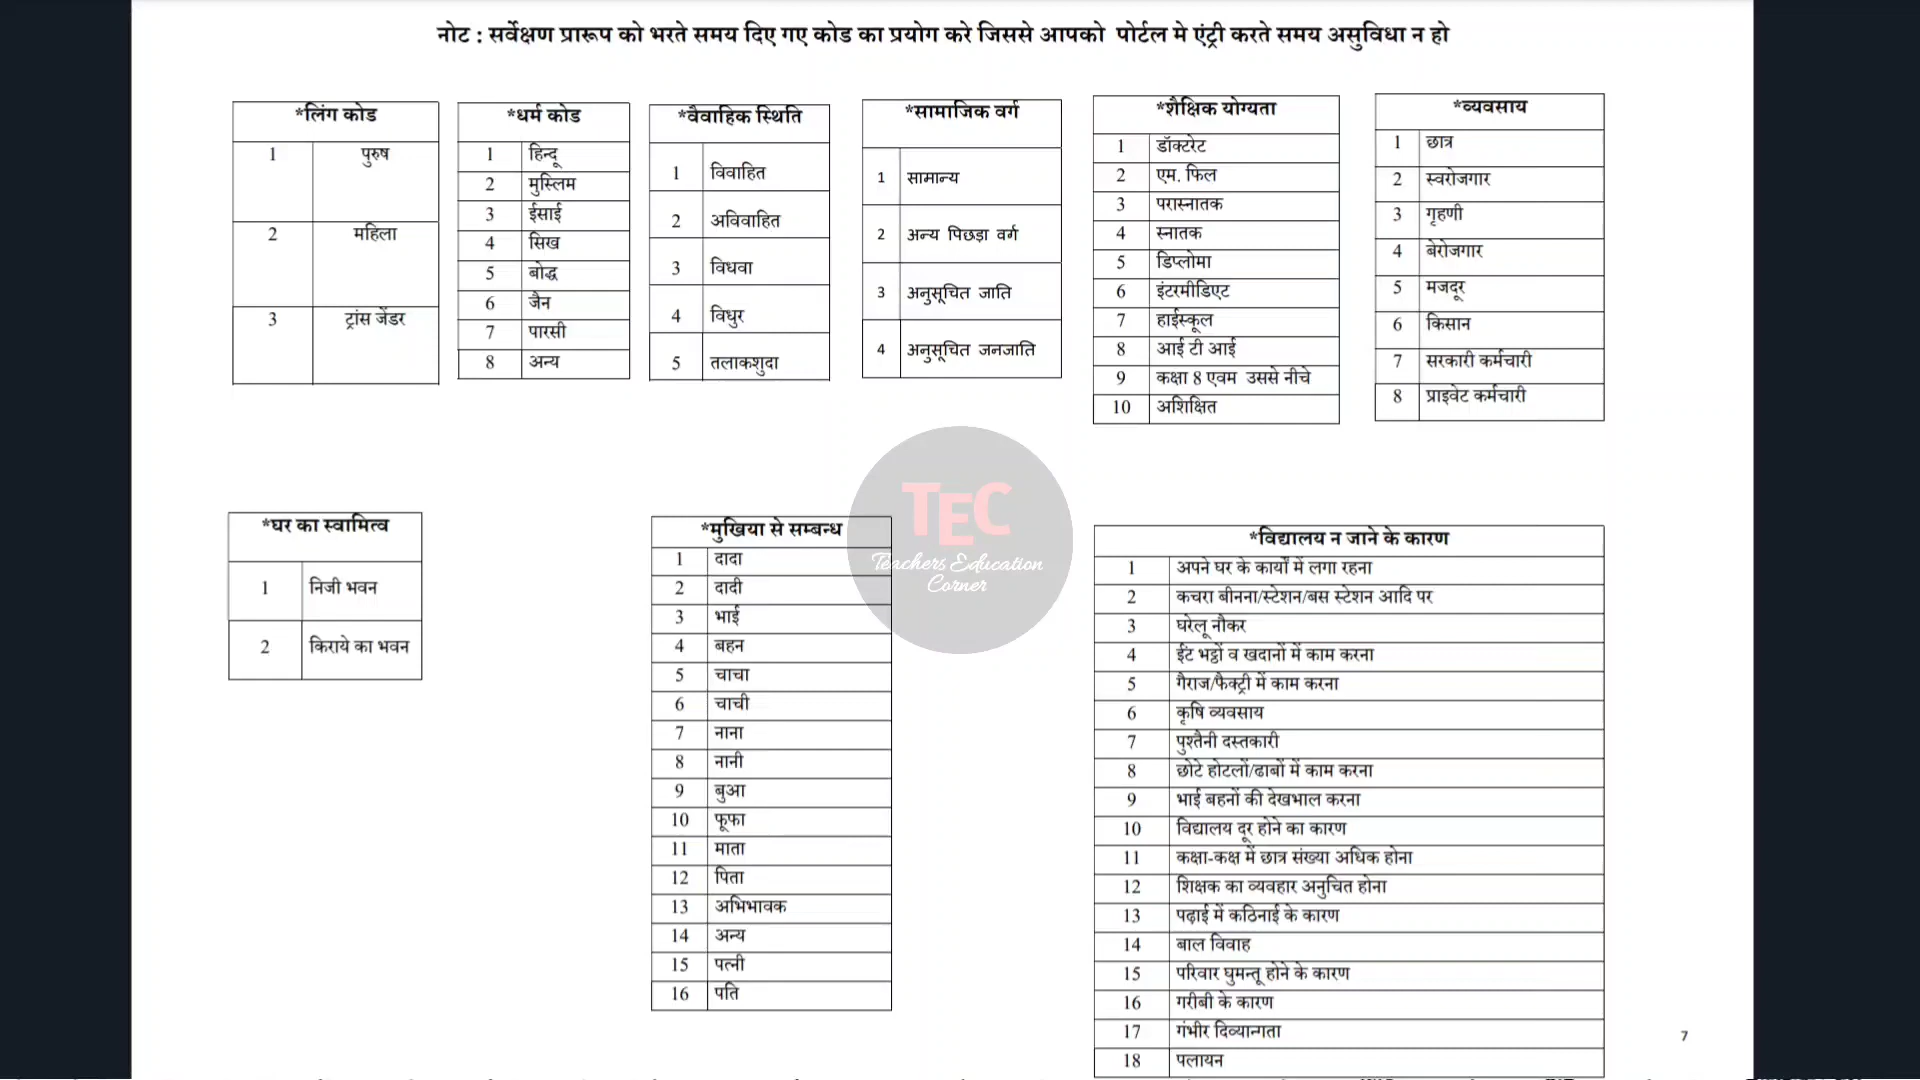 नोट : सर्वेक्षण प्रारूप को भरते समय दिए गए कोड का प्रयोग करे जिससे आपको पोर्टल मे एंट्री करते समय असुविधा न हो
*लिंग कोड
1 पुरुष
2 महिला
3 ट्रांस जेंडर
*धर्म कोड
1 हिन्दू
2 मुस्लिम
3 ईसाई
4 सिख
5 बोद्ध
6 जैन
7 पारसी
8 अन्य
*वैवाहिक स्थिति
1 विवाहित
2 अविवाहित
3 विधवा
4 विधुर
5 तलाकशुदा
*सामाजिक वर्ग
1 सामान्य
2 अन्य पिछड़ा वर्ग
3 अनुसूचित जाति
4 अनुसूचित जनजाति
*शैक्षिक योग्यता
1 डॉक्टरेट
2 एम. फिल
3 परास्नातक
4 स्नातक
5 डिप्लोमा
6 इंटरमीडिएट
7 हाईस्कूल
8 आई टी आई
9 कक्षा 8 एवम उससे नीचे
10 अशिक्षित
*व्यवसाय
1 छात्र
2 स्वरोजगार
3 गृहणी
4 बेरोजगार
5 मजदूर
6 किसान
7 सरकारी कर्मचारी
8 प्राइवेट कर्मचारी
*घर का स्वामित्व
1 निजी भवन
2 किराये का भवन
*मुखिया से सम्बन्ध
1 दादा
2 दादी
3 भाई
4 बहन
5 चाचा
6 चाची
7 नाना
8 नानी
9 बुआ
10 फूफा
11 माता
12 पिता
13 अभिभावक
14 अन्य
15 पत्नी
16 पति
TEC
Teachers Education
Corner
*विद्यालय न जाने के कारण
1 अपने घर के कार्यों में लगा रहना
2 कचरा बीनना/स्टेशन/बस स्टेशन आदि पर
3 घरेलू नौकर
4 ईंट भट्ठों व खदानों में काम करना
5 गैराज/फैक्ट्री में काम करना
6 कृषि व्यवसाय
7 पुश्तैनी दस्तकारी
8 छोटे होटलों/ढाबों में काम करना
9 भाई बहनों की देखभाल करना
10 विद्यालय दूर होने का कारण
11 कक्षा-कक्ष में छात्र संख्या अधिक होना
12 शिक्षक का व्यवहार अनुचित होना
13 पढ़ाई में कठिनाई के कारण
14 बाल विवाह
15 परिवार घुमन्तू होने के कारण
16 गरीबी के कारण
17 गंभीर दिव्यान्गता
18 पलायन
7